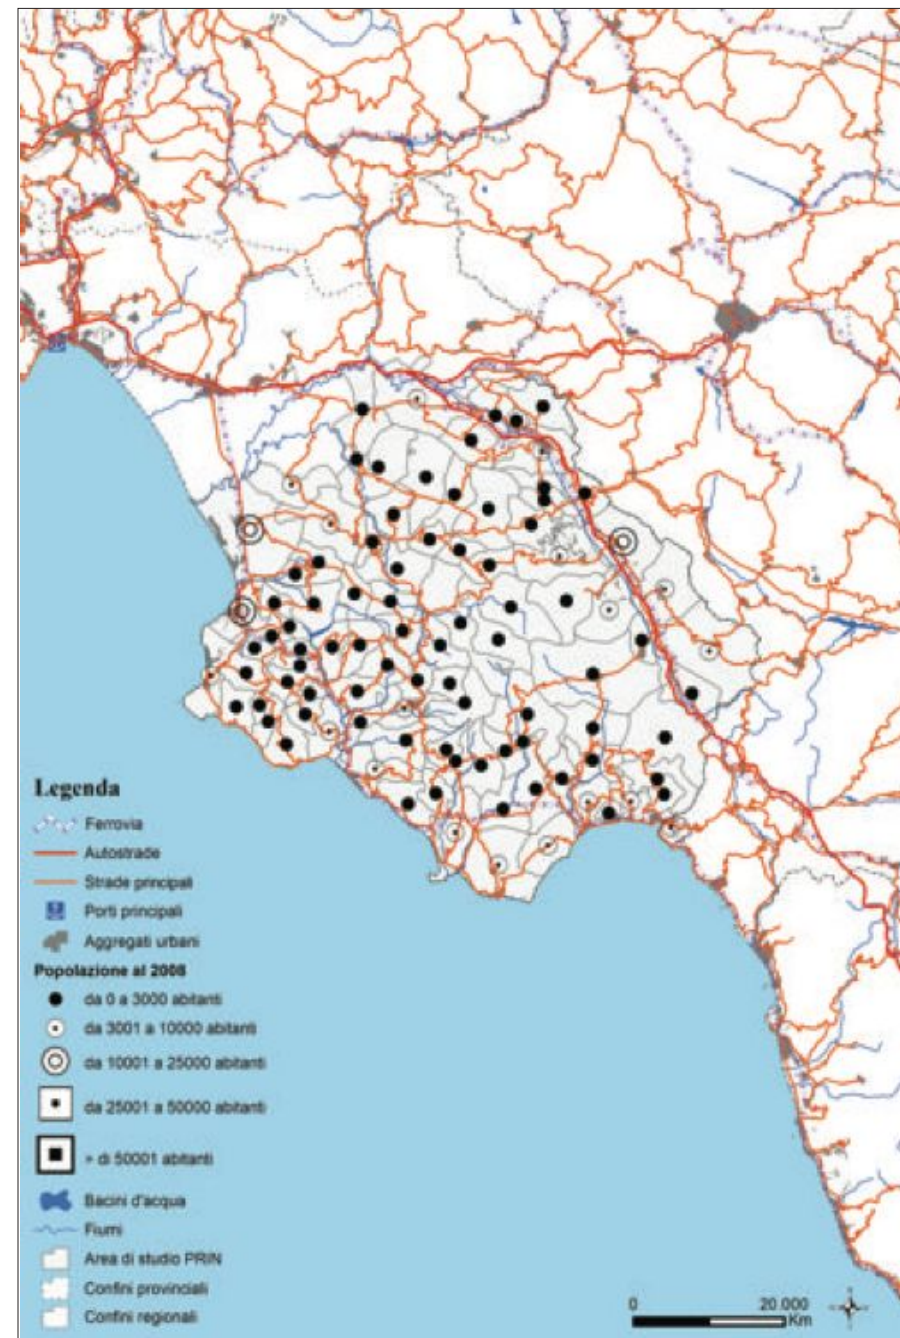 Legenda
Ferrovia
Autostrade
Strade principali
Porti principali
Aggregati urbani
Popolazione al 2008
da 0 a 3000 abitanti
da 3001 a 10000 abitanti
da 10001 a 25000 abitanti
da 25001 a 50000 abitanti
+ di 50001 abitanti
Bacini d'acqua
Fiumi
Area di studio PRIN
Confini provinciali
Confini regionali
0 20.000
Km